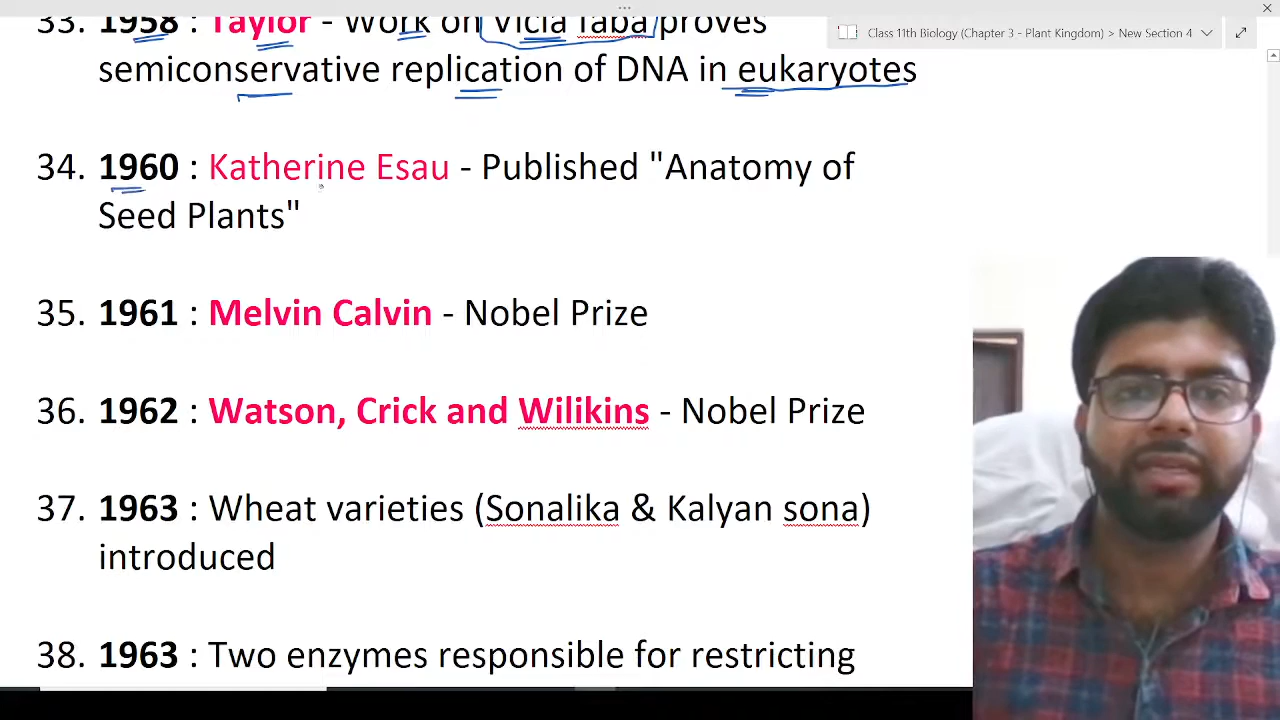 33. 1958 : Taylor - Work on Vicia faba proves
Class 11th Biology (Chapter 3 - Plant Kingdom) > New Section 4
semiconservative replication of DNA in eukaryotes
34. 1960 : Katherine Esau - Published "Anatomy of
Seed Plants"
35. 1961 : Melvin Calvin - Nobel Prize
36. 1962 : Watson, Crick and Wilikins - Nobel Prize
37. 1963 : Wheat varieties (Sonalika & Kalyan sona)
introduced
38. 1963 : Two enzymes responsible for restricting